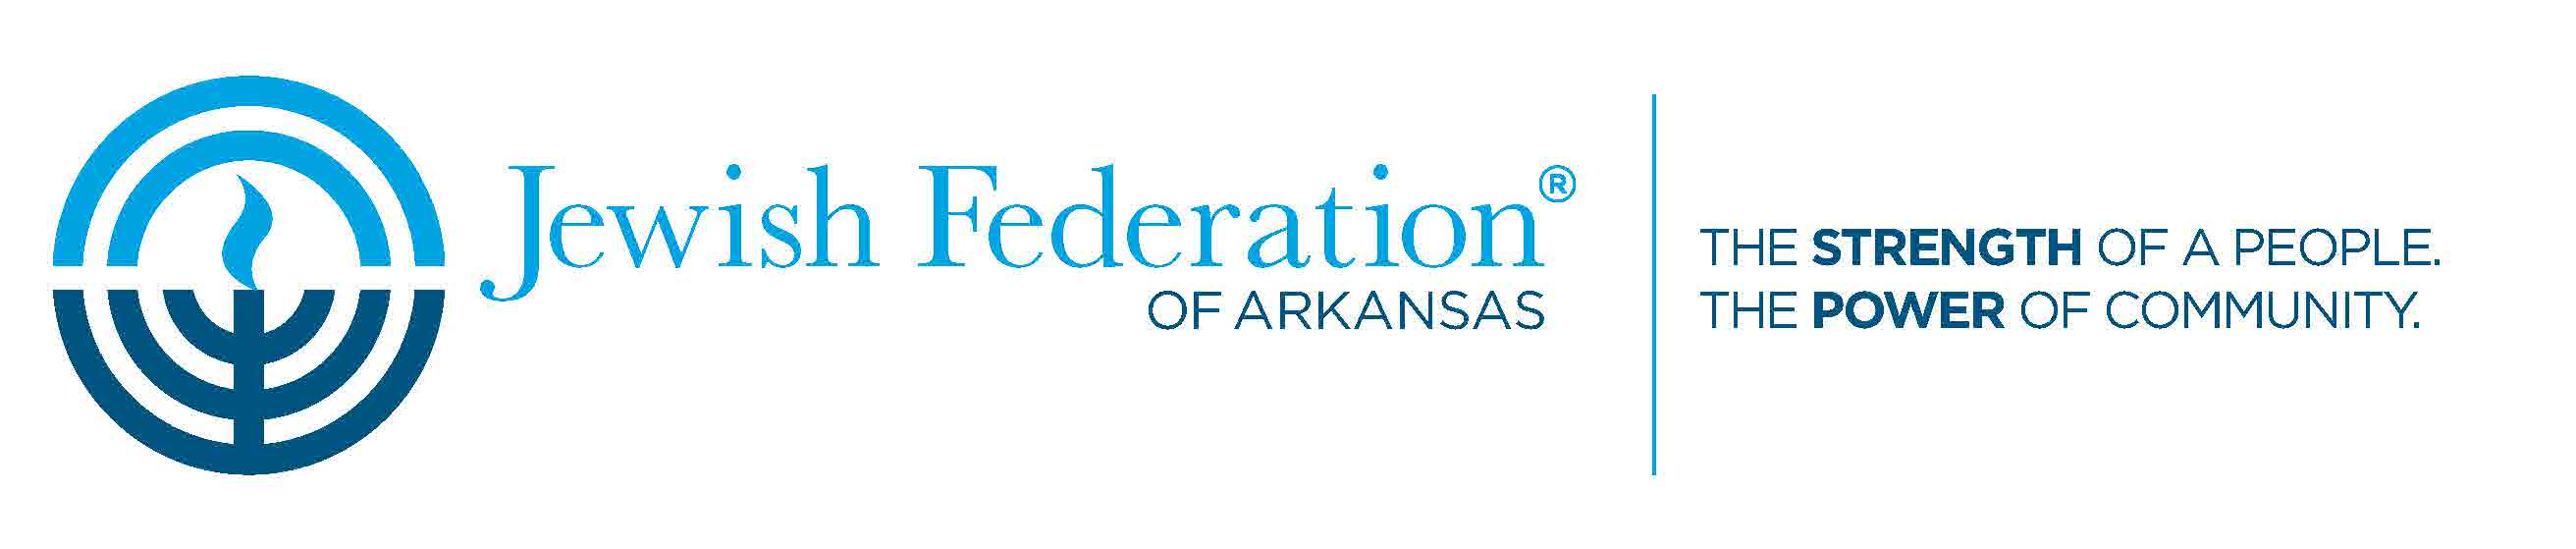 Jewish Federation®
OF ARKANSAS
THE STRENGTH OF A PEOPLE.
THE POWER OF COMMUNITY.